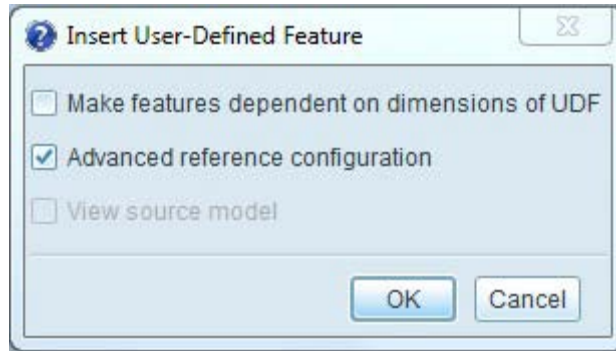 Insert User-Defined Feature
Make features dependent on dimensions of UDF
Advanced reference configuration
View source model
OK
Cancel